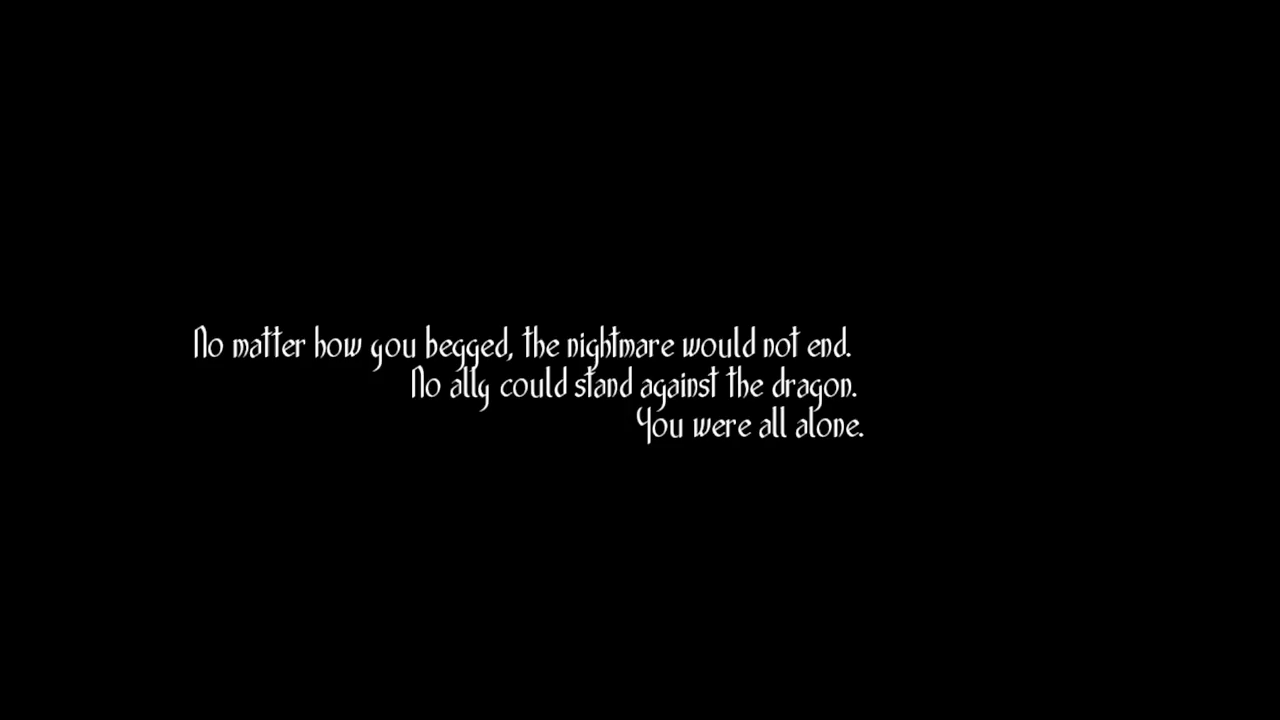 No matter how you begged, the nightmare would not end.
No ally could stand against the dragon.
You were all alone.